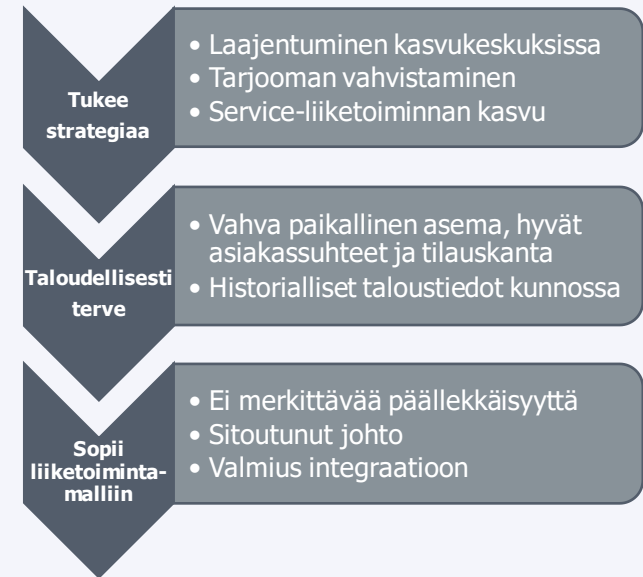 Tukee
strategiaa
• Laajentuminen kasvukeskuksissa
• Tarjooman vahvistaminen
• Service-liiketoiminnan kasvu
Taloudellisesti
terve
• Vahva paikallinen asema, hyvät
asiakassuhteet ja tilauskanta
• Historialliset taloustiedot kunnossa
Sopii
liiketoiminta-
malliin
• Ei merkittävää päällekkäisyyttä
• Sitoutunut johto
• Valmius integraatioon